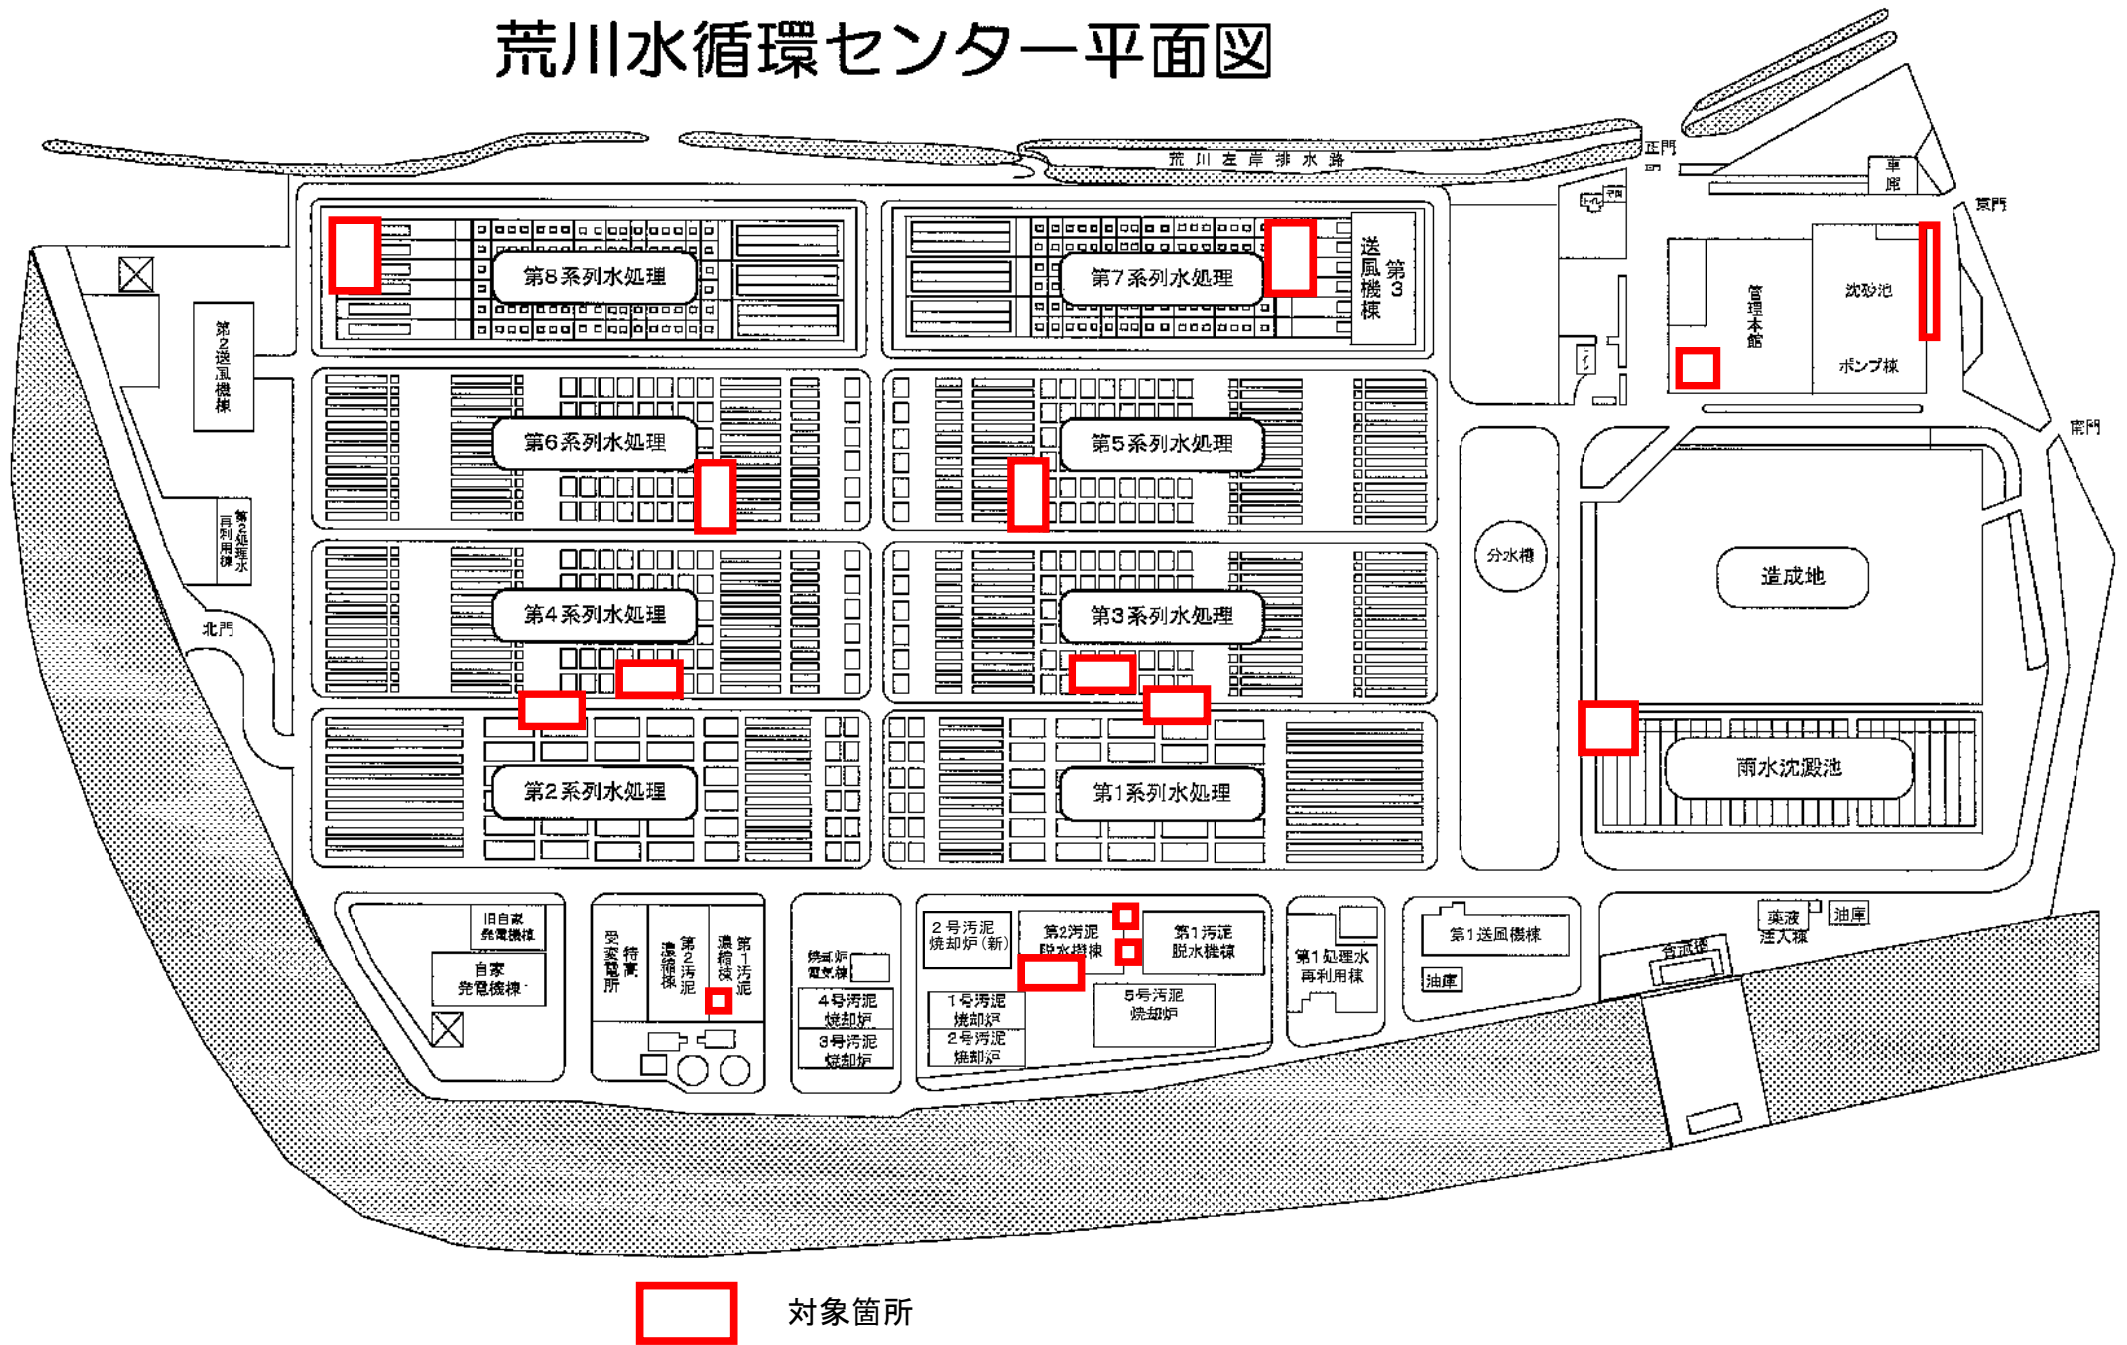 荒川水循環センター平面図
荒川左岸排水路
正門
車庫
東門
第8系列水処理
第7系列水処理
第3
送風機棟
管理本館
沈砂池
ポンプ棟
第2送風機棟
南門
第6系列水処理
第5系列水処理
第2処理水
再利用棟
分水槽
造成地
北門
第4系列水処理
第3系列水処理
雨水沈澱池
第2系列水処理
第1系列水処理
旧自家
発電機棟
自家
発電機棟
特高
受変電所
第2汚泥
濃縮棟
第1汚泥
濃縮棟
焼却炉
電気棟
4号汚泥
焼却炉
3号汚泥
焼却炉
2号汚泥
焼却炉(新)
第2汚泥
脱水機棟
第1汚泥
脱水機棟
1号汚泥
焼却炉
2号汚泥
焼却炉
5号汚泥
焼却炉
第1処理水
再利用棟
第1送風機棟
油庫
薬液
注入棟
油庫
対象箇所